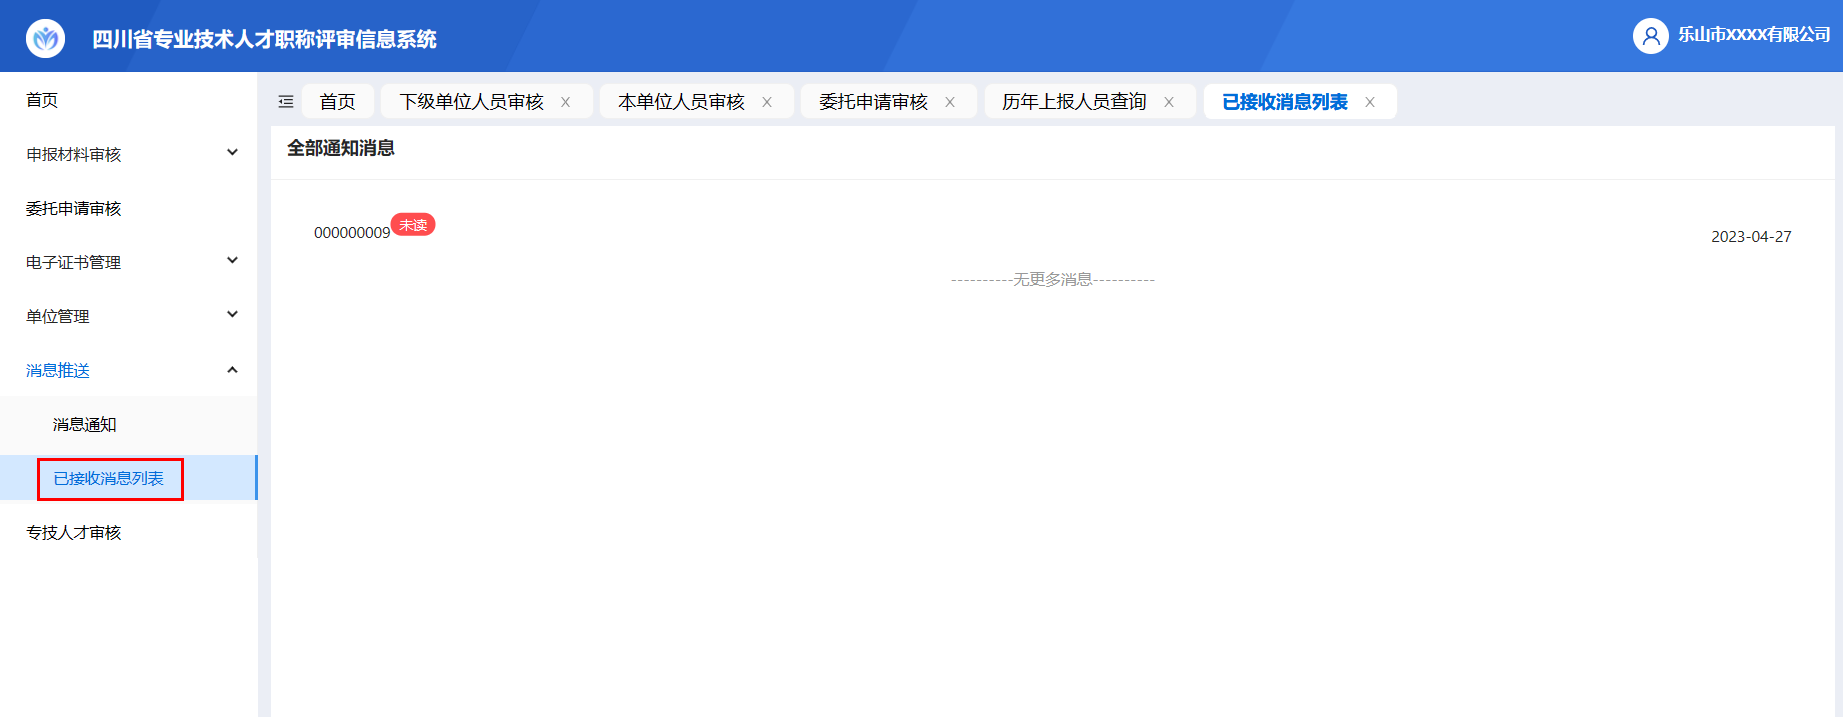 四川省专业技术人才职称评审信息系统
乐山市XXXX有限公司
首页
申报材料审核
委托申请审核
电子证书管理
单位管理
消息推送
消息通知
已接收消息列表
专技人才审核
首页 下级单位人员审核 x 本单位人员审核 x 委托申请审核 x 历年上报人员查询 x 已接收消息列表 x
全部通知消息
000000009 未读
2023-04-27
----------无更多消息----------